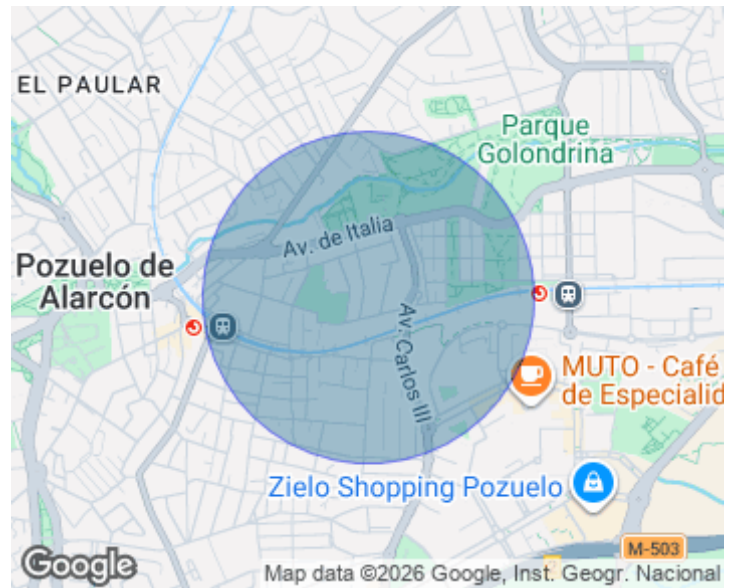 EL PAULAR
Parque
Golondrina
Av. de Italia
Pozuelo de
Alarcón
Av. Carlos III
MUTO - Café
de Especialid
Zielo Shopping Pozuelo
M-503
Google
Map data ©2026 Google, Inst. Geogr. Nacional